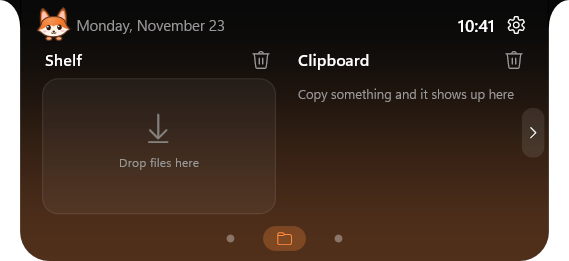 Monday, November 23
10:41
Shelf
Clipboard
Copy something and it shows up here
Drop files here